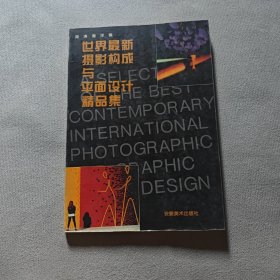 世界最新
摄影构成
与
平面设计
精品集
A SELECT
THE BEST
CONTEMPORARY
INTERNATIONAL
PHOTOGRAPHIC
GRAPHIC
DESIGN
安徽美术出版社